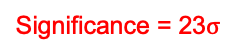 Significance = 23σ